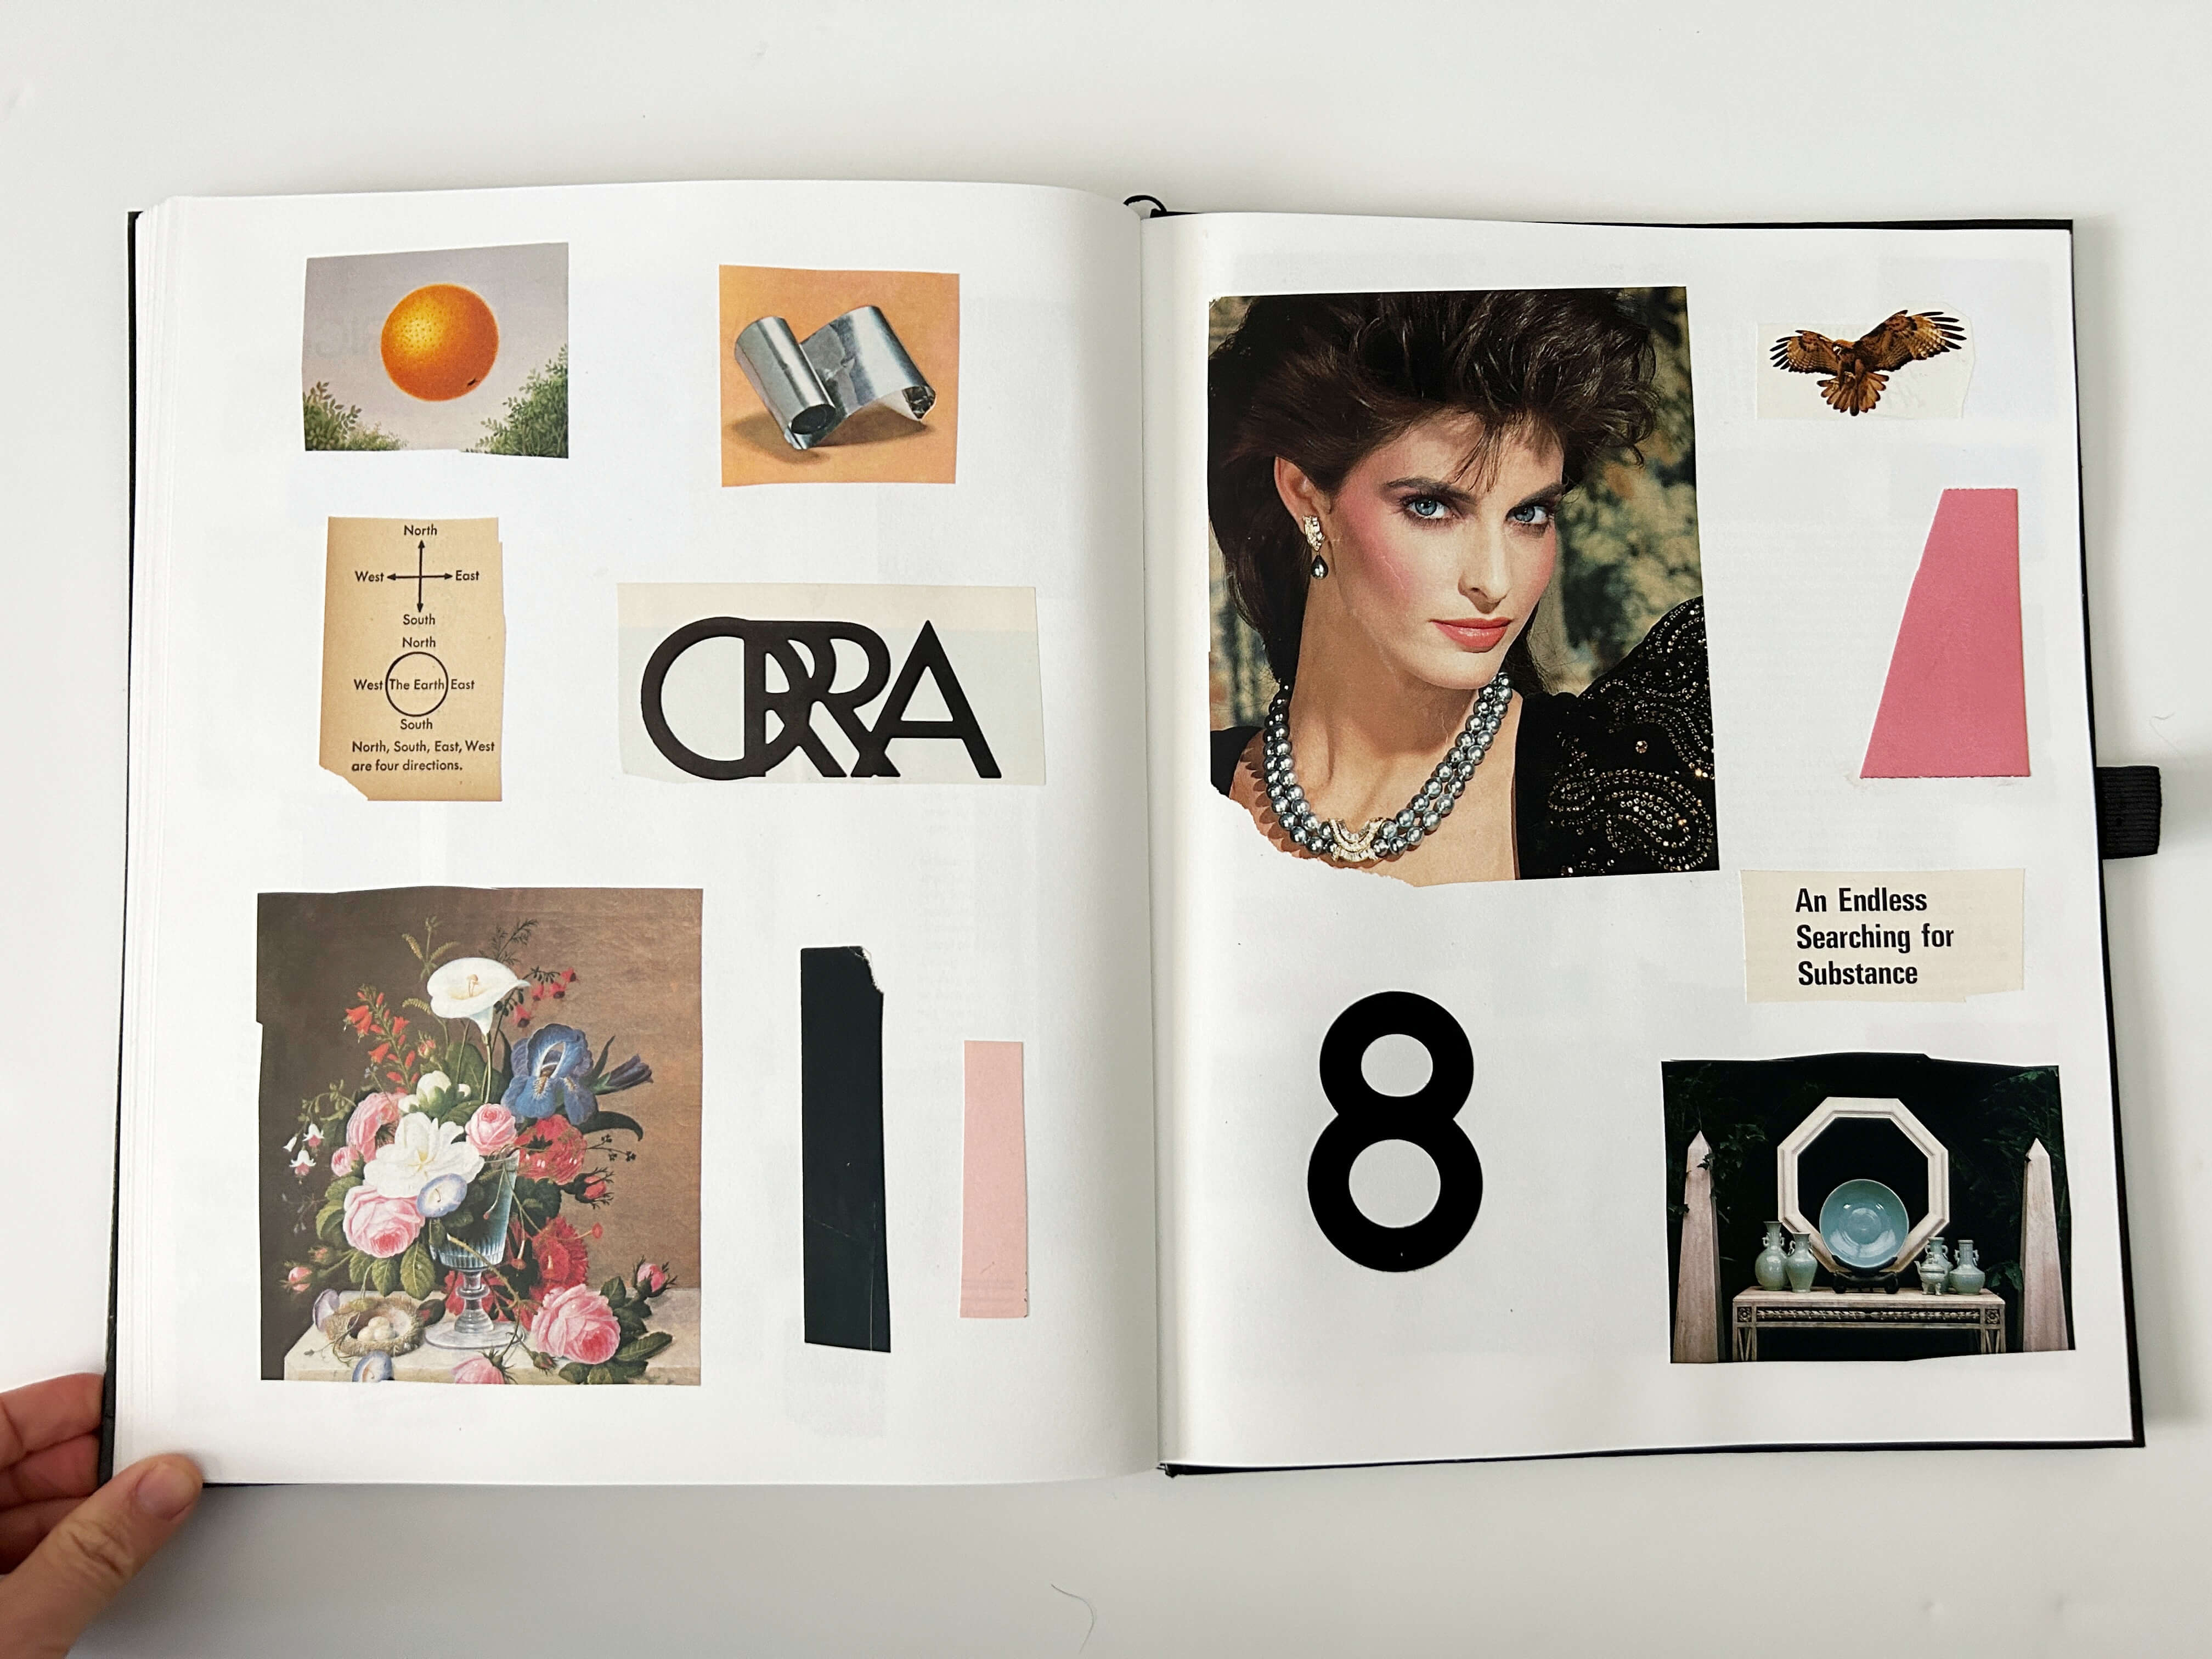 North
West East
South
North
West The Earth East
South
North, South, East, West
are four directions.
ORRA
An Endless
Searching for
Substance
8